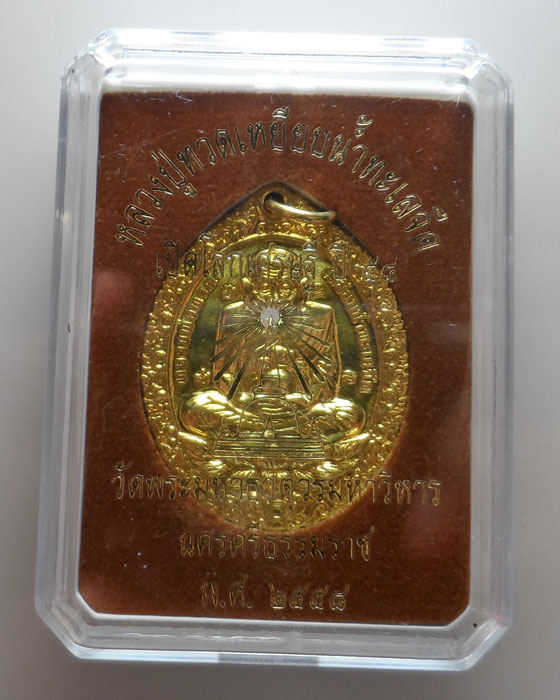 หลวงปู่ทวดเหยียบน้ำทะเลจืด
เปิดโลกเศรษฐี ปี ๕๘
วัดพระมหาธาตุวรมหาวิหาร
นครศรีธรรมราช
พ.ศ. ๒๕๕๘